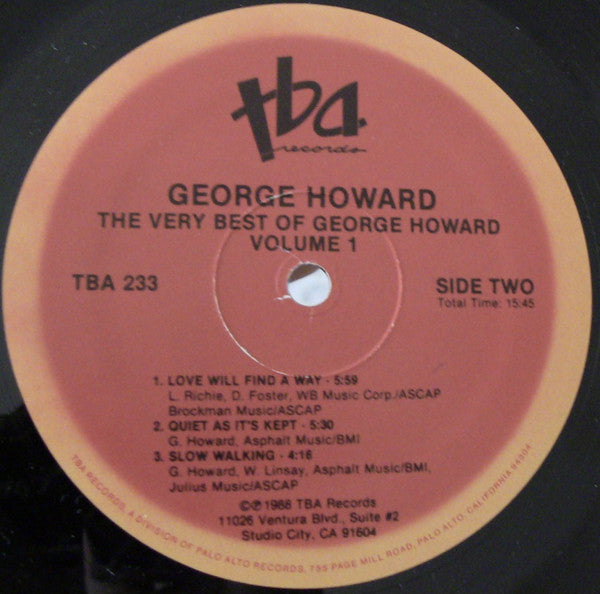 tba
records
GEORGE HOWARD
THE VERY BEST OF GEORGE HOWARD
VOLUME 1
TBA 233
SIDE TWO
Total Time: 15:45
1. LOVE WILL FIND A WAY - 5:59
L. Richie, D. Foster, WB Music Corp./ASCAP
Brockman Music/ASCAP
2. QUIET AS IT'S KEPT - 5:30
G. Howard, Asphalt Music/BMI
3. SLOW WALKING - 4:16
G. Howard, W. Linsay, Asphalt Music/BMI,
Julius Music/ASCAP
©℗ 1988 TBA Records
11026 Ventura Blvd., Suite #2
Studio City, CA 91604
TBA RECORDS, A DIVISION OF PALO ALTO RECORDS, 755 PAGE MILL ROAD, PALO ALTO, CALIFORNIA 94304